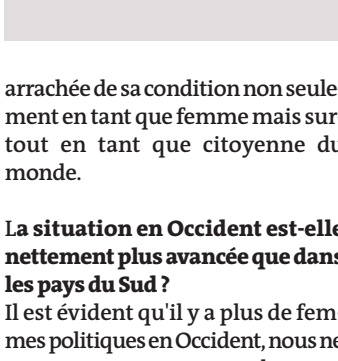 arrachée de sa condition non seule-
ment en tant que femme mais sur-
tout en tant que citoyenne du
monde.
La situation en Occident est-elle
nettement plus avancée que dans
les pays du Sud ?
Il est évident qu'il y a plus de fem-
mes politiques en Occident, nous ne